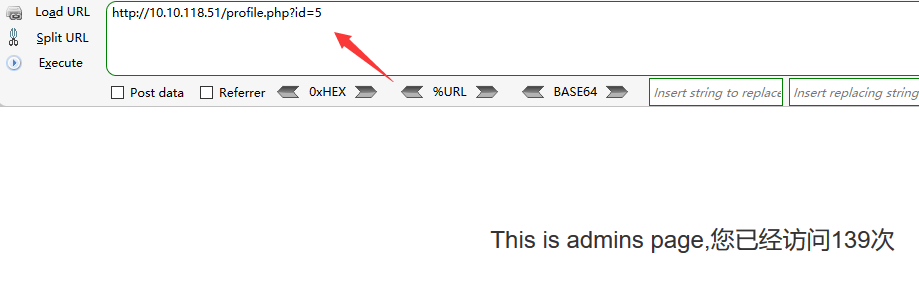 Load URL
http://10.10.118.51/profile.php?id=5
Split URL
Execute
Post data Referrer 0xHEX %URL BASE64 Insert string to replace Insert replacing string
This is admins page,您已经访问139次